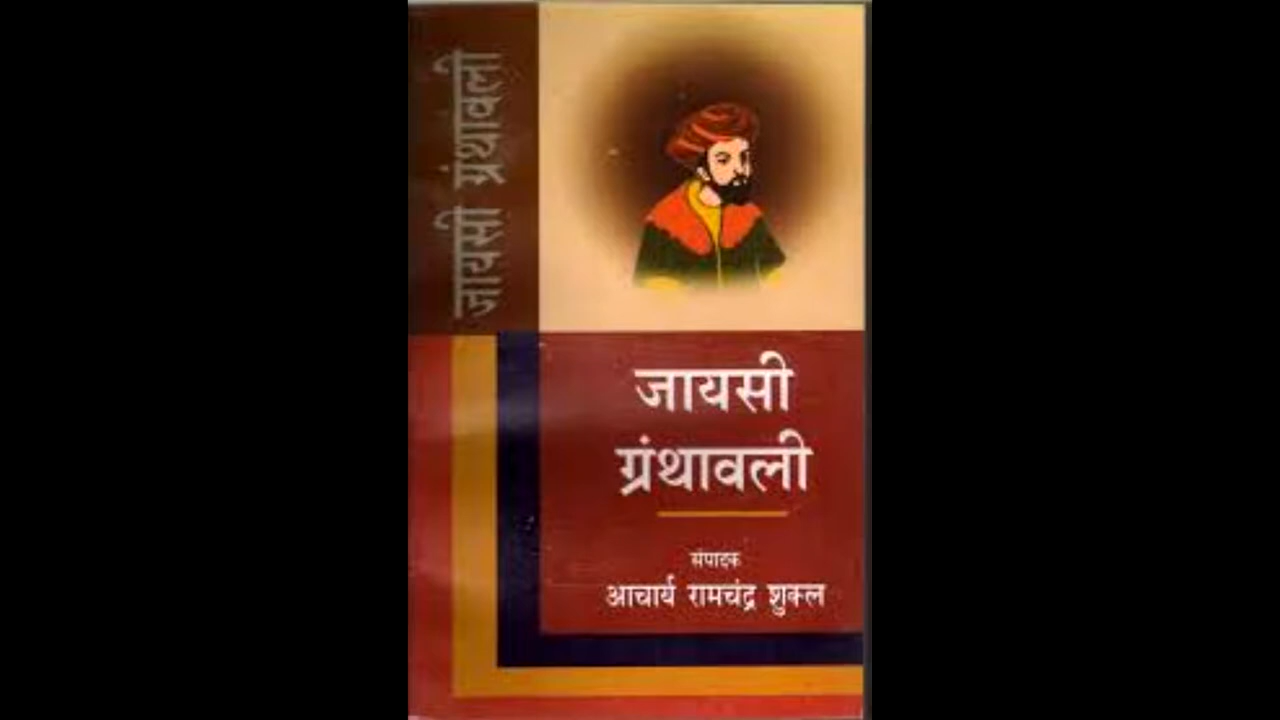 जायसी ग्रंथावली
जायसी
ग्रंथावली
संपादक
आचार्य रामचंद्र शुक्ल